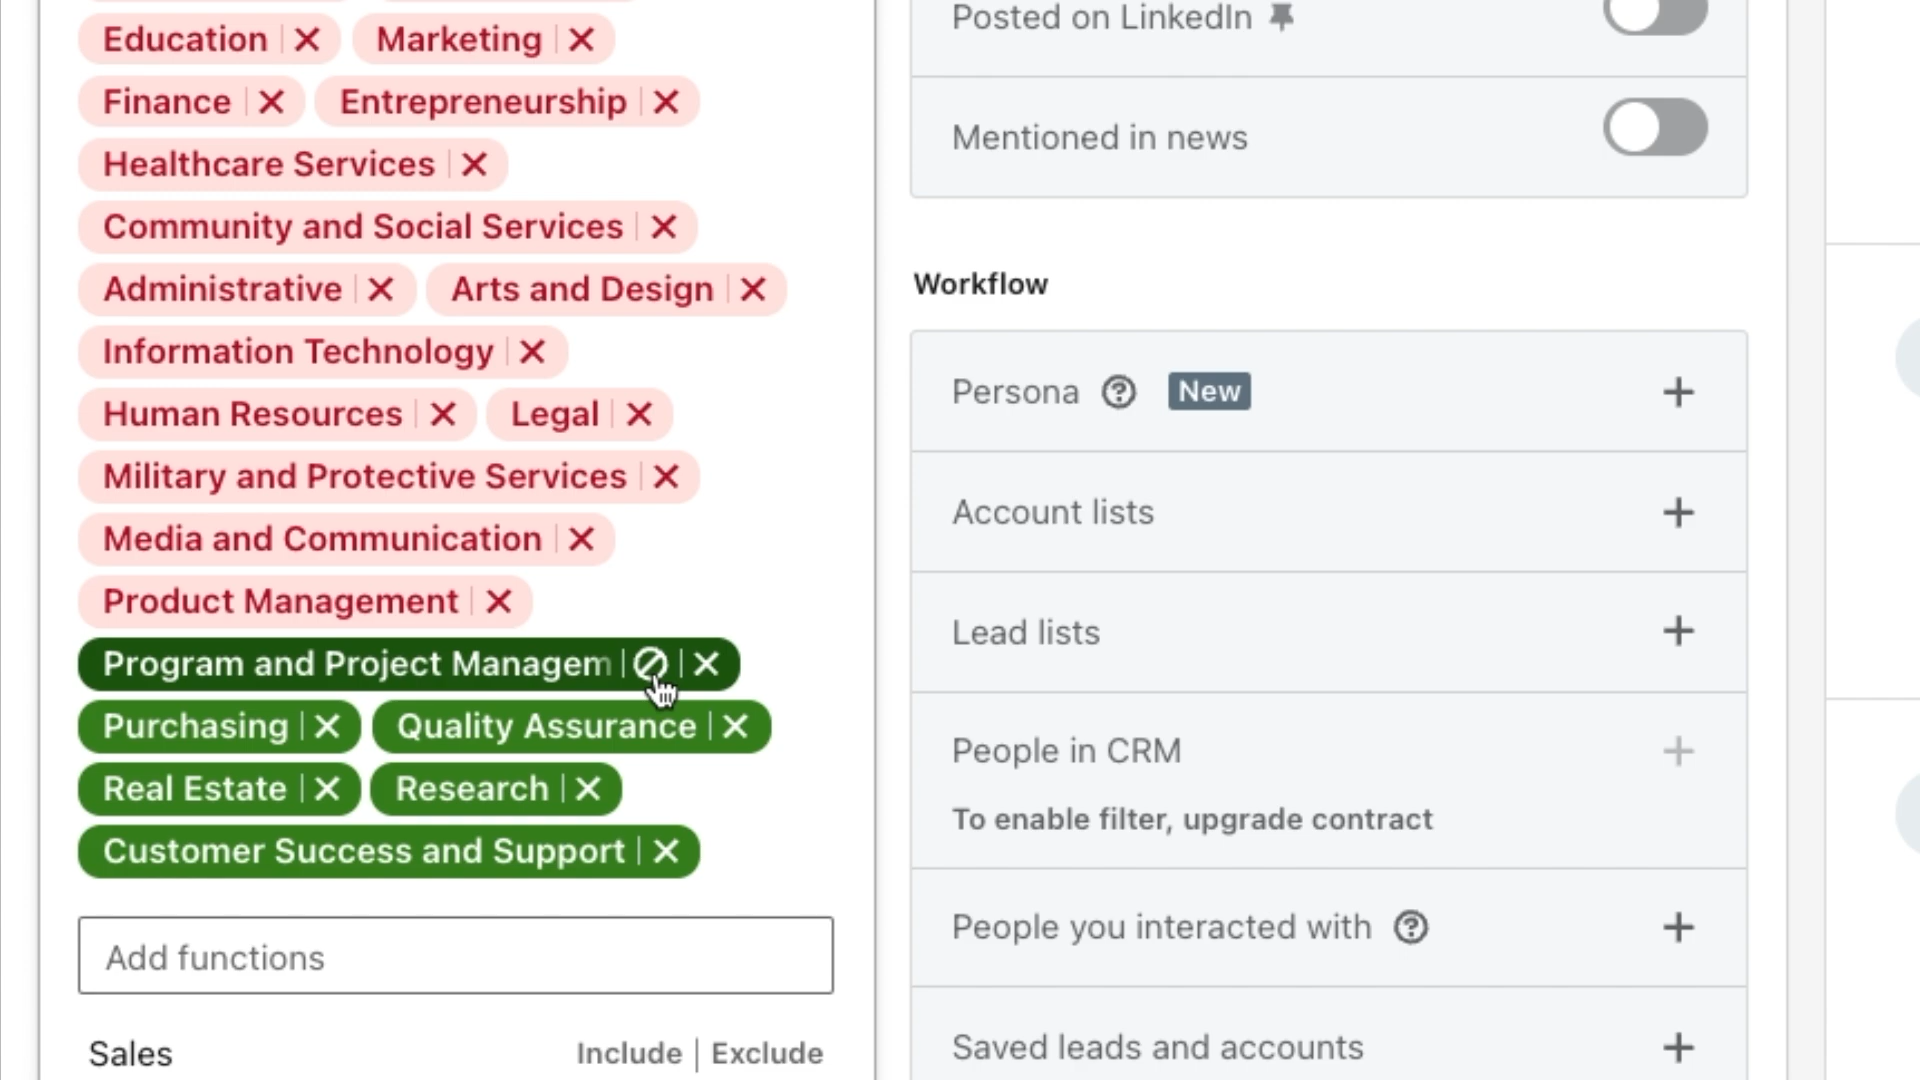 Education
Marketing
Finance
Entrepreneurship
Healthcare Services
Community and Social Services
Administrative
Arts and Design
Information Technology
Human Resources
Legal
Military and Protective Services
Media and Communication
Product Management
Program and Project Managem
Purchasing
Quality Assurance
Real Estate
Research
Customer Success and Support
Add functions
Sales
Include | Exclude
Posted on LinkedIn
Mentioned in news
Workflow
Persona
New
Account lists
Lead lists
People in CRM
To enable filter, upgrade contract
People you interacted with
Saved leads and accounts